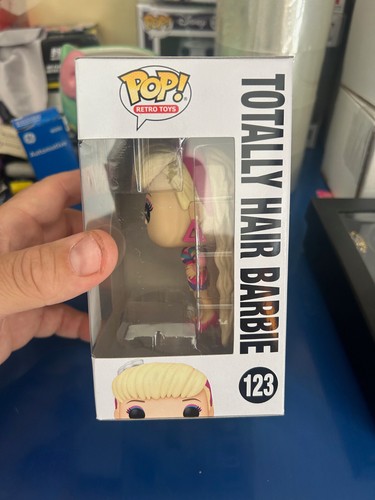 POP!
RETRO TOYS
TOTALLY HAIR BARBIE
123